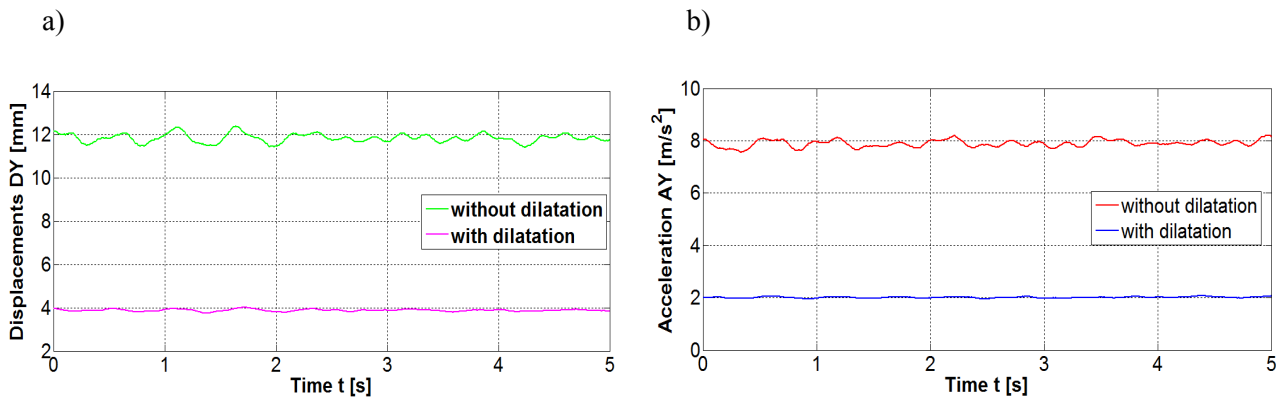 a)
Displacements DY [mm]
14
12
10
8
6
4
2
without dilatation
with dilatation
0 1 2 3 4 5
Time t [s]
b)
Acceleration AY [m/s²]
10
8
6
4
2
0
without dilatation
with dilatation
0 1 2 3 4 5
Time t [s]